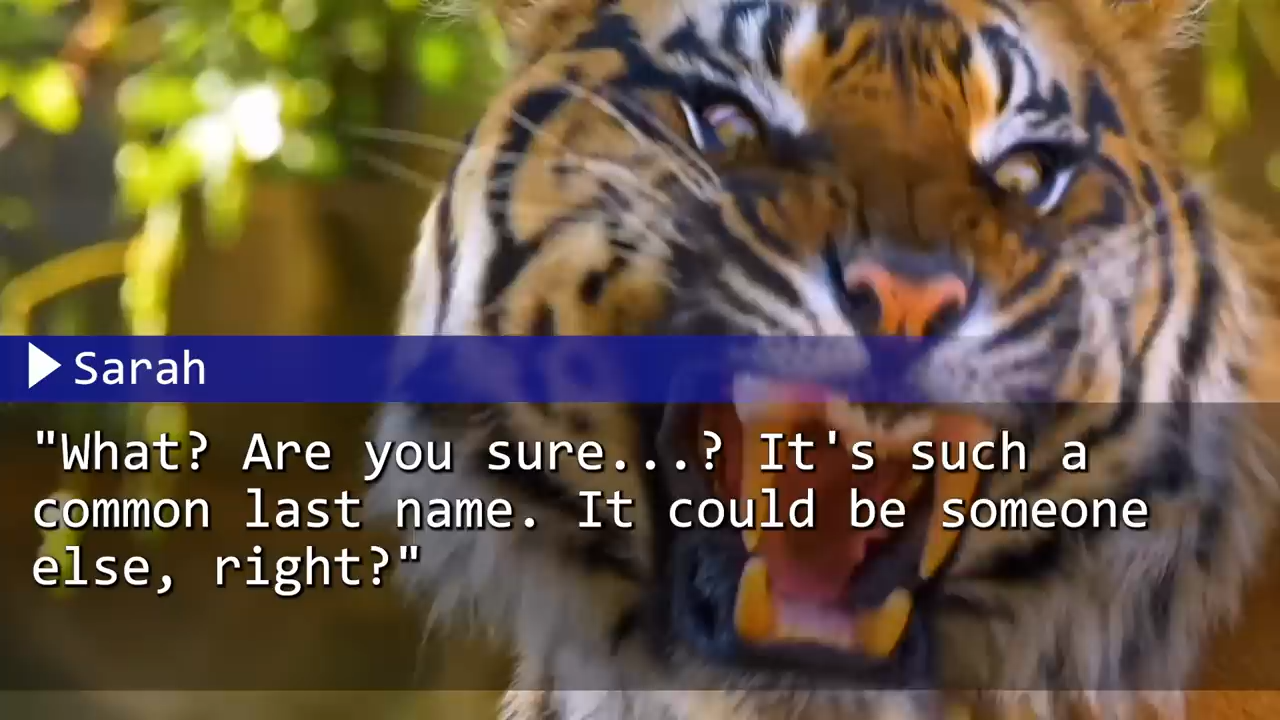 Sarah
"What? Are you sure...? It's such a
common last name. It could be someone
else, right?"